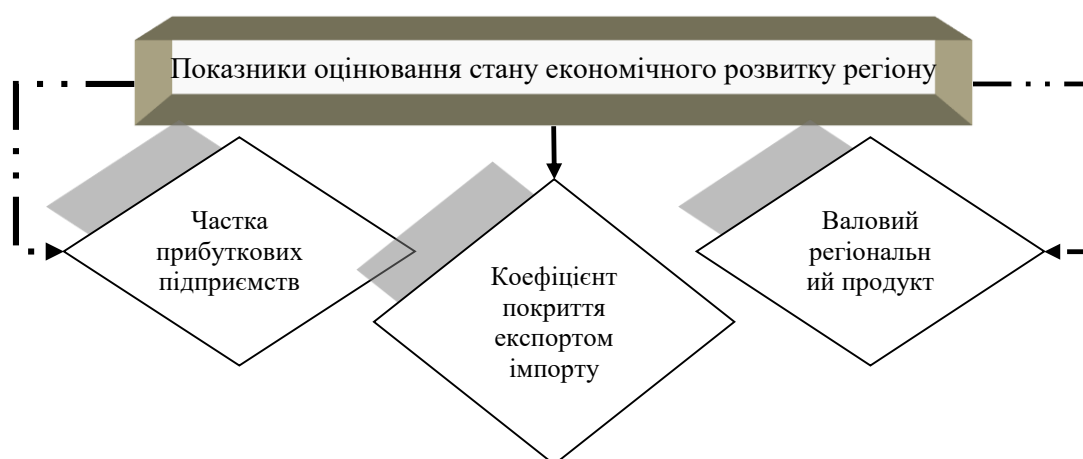 Показники оцінювання стану економічного розвитку регіону
Частка
прибуткових
підприємств
Коефіцієнт
покриття
експортом
імпорту
Валовий
регіональн
ий продукт